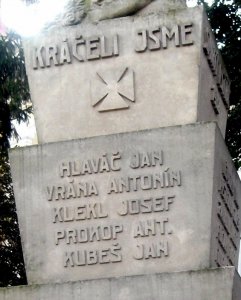 KRÁČELI JSME
HLAVÁČ JAN
VRÁNA ANTONÍN
KLEKL JOSEF
PROKOP ANT.
KUBEŠ JAN